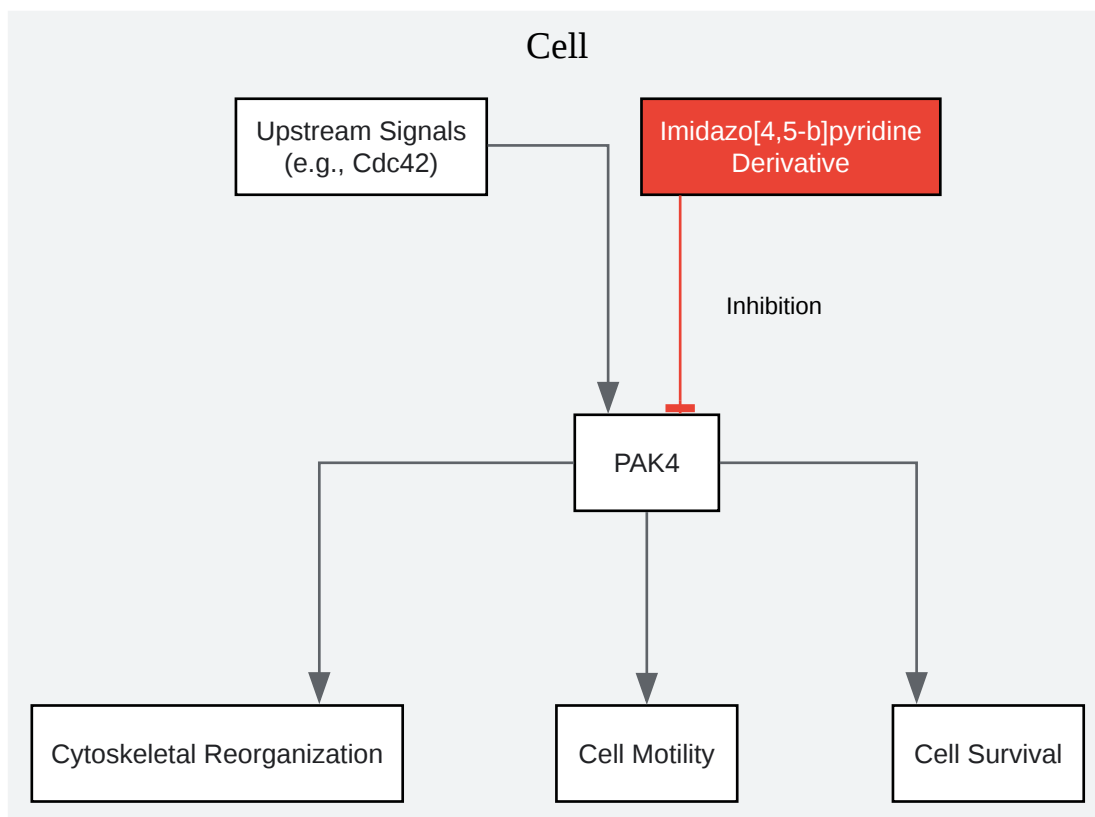 Cell
Upstream Signals
(e.g., Cdc42)
Imidazo[4,5-b]pyridine
Derivative
Inhibition
PAK4
Cytoskeletal Reorganization
Cell Motility
Cell Survival